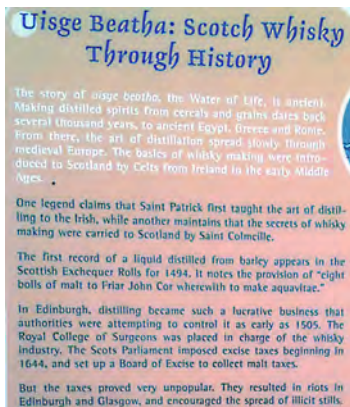 Uisge Beatha: Scotch Whisky
Through History
The story of uisge beatha, the Water of Life, is ancient.
Making distilled spirits from cereals and grains dates back
several thousand years, to ancient Egypt, Greece and Rome.
From there, the art of distillation spread slowly through
medieval Europe. The basics of whisky making were intro-
duced to Scotland by Celts from Ireland in the early Middle
Ages.
One legend claims that Saint Patrick first taught the art of distil-
ling to the Irish, while another maintains that the secrets of whisky
making were carried to Scotland by Saint Colmcille.
The first record of a liquid distilled from barley appears in the
Scottish Exchequer Rolls for 1494. It notes the provision of "eight
bolls of malt to Friar John Cor wherewith to make aquavitae."
In Edinburgh, distilling became such a lucrative business that
authorities were attempting to control it as early as 1505. The
Royal College of Surgeons was placed in charge of the whisky
industry. The Scots Parliament imposed excise taxes beginning in
1644, and set up a Board of Excise to collect malt taxes.
But the taxes proved very unpopular. They resulted in riots in
Edinburgh and Glasgow, and encouraged the spread of illicit stills.